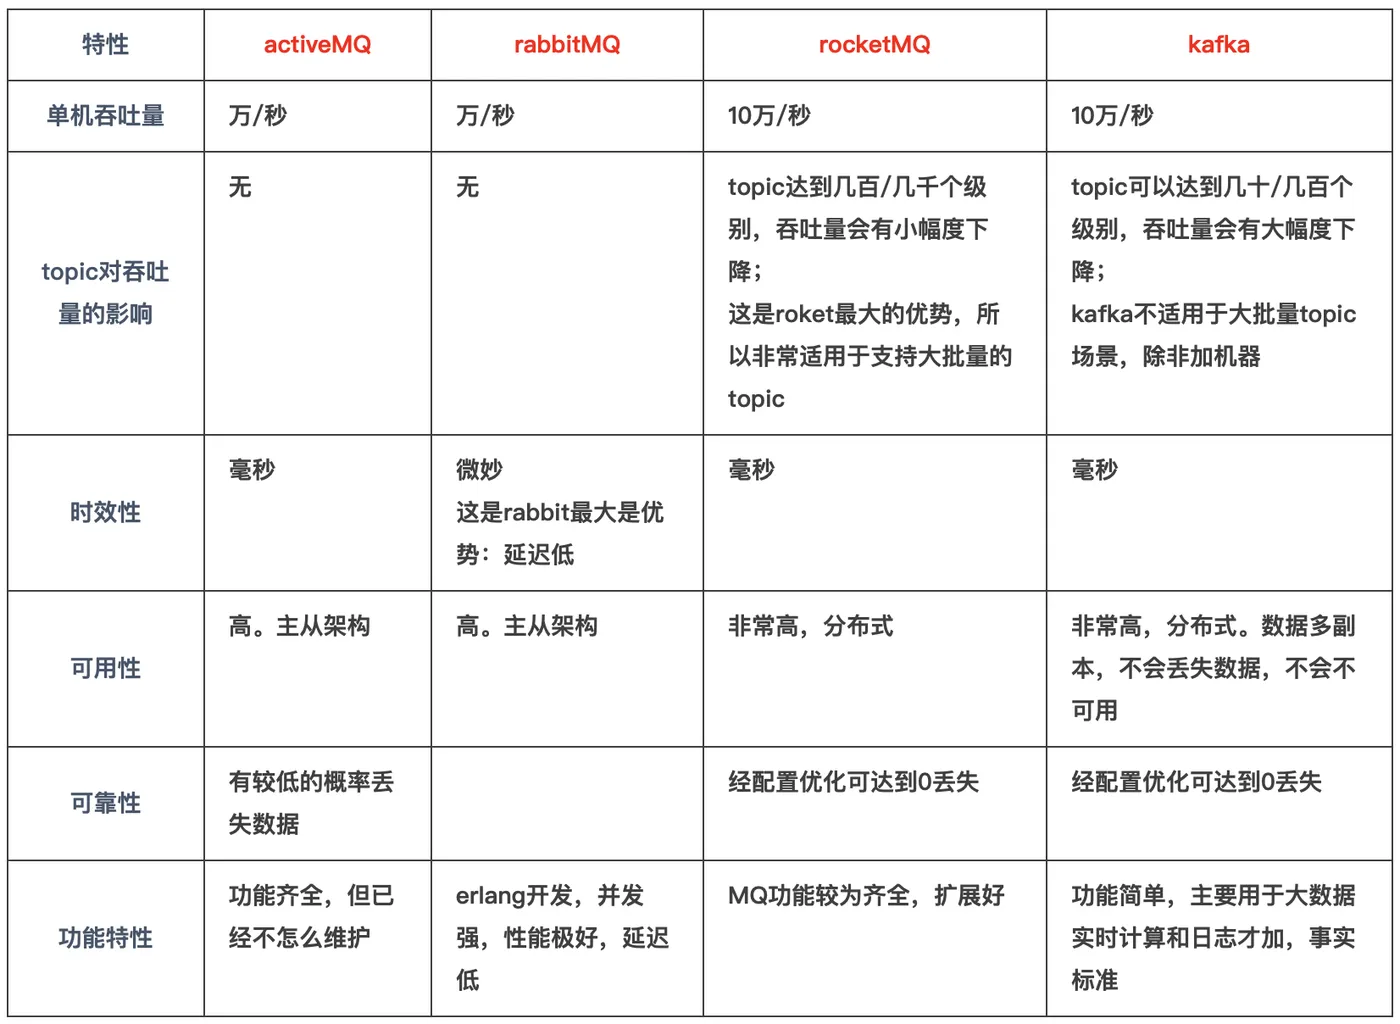 特性
activeMQ
rabbitMQ
rocketMQ
kafka
单机吞吐量
万/秒
万/秒
10万/秒
10万/秒
topic对吞吐
量的影响
无
无
topic达到几百/几千个级
别，吞吐量会有小幅度下
降；
这是roket最大的优势，所
以非常适用于支持大批量的
topic
topic可以达到几十/几百个
级别，吞吐量会有大幅度下
降；
kafka不适用于大批量topic
场景，除非加机器
时效性
毫秒
微妙
这是rabbit最大是优
势：延迟低
毫秒
毫秒
可用性
高。主从架构
高。主从架构
非常高，分布式
非常高，分布式。数据多副
本，不会丢失数据，不会不
可用
可靠性
有较低的概率丢
失数据
经配置优化可达到0丢失
经配置优化可达到0丢失
功能特性
功能齐全，但已
经不怎么维护
erlang开发，并发
强，性能极好，延迟
低
MQ功能较为齐全，扩展好
功能简单，主要用于大数据
实时计算和日志才加，事实
标准